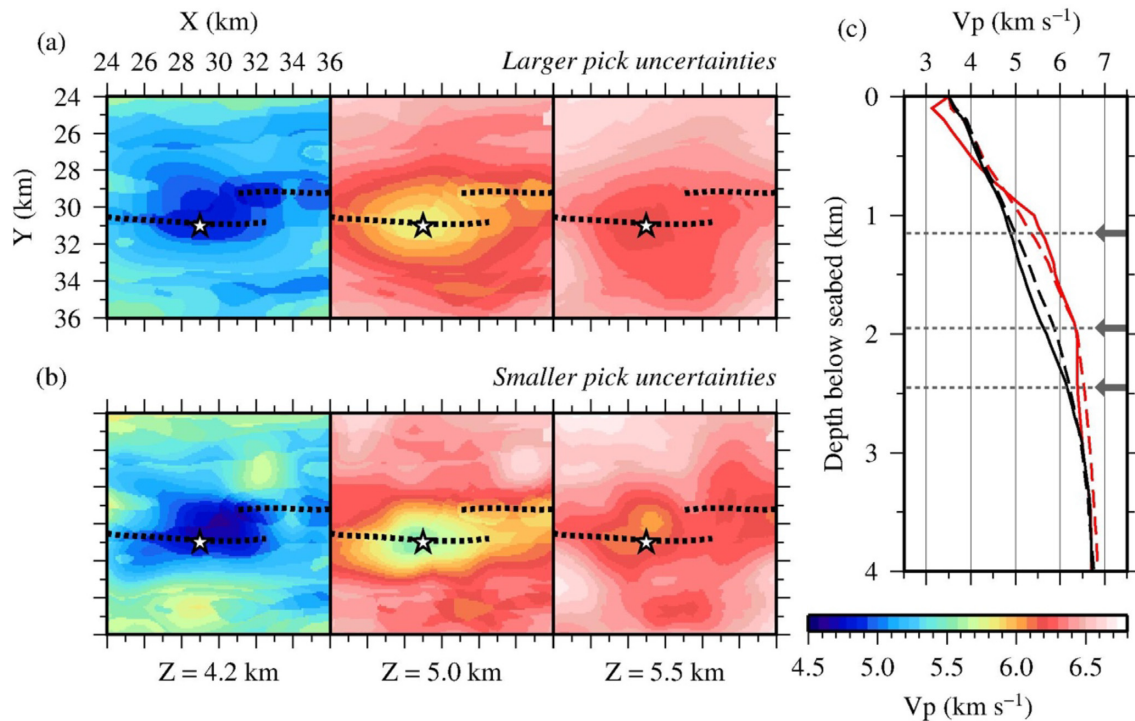 X (km)
(a)
24 26 28 30 32 34 36
Larger pick uncertainties
24
26
28
30
32
34
36
Y (km)
(b)
Smaller pick uncertainties
Z = 4.2 km
Z = 5.0 km
Z = 5.5 km
Vp (km s⁻¹)
(c)
3 4 5 6 7
0
1
2
3
4
Depth below seabed (km)
4.5 5.0 5.5 6.0 6.5
Vp (km s⁻¹)